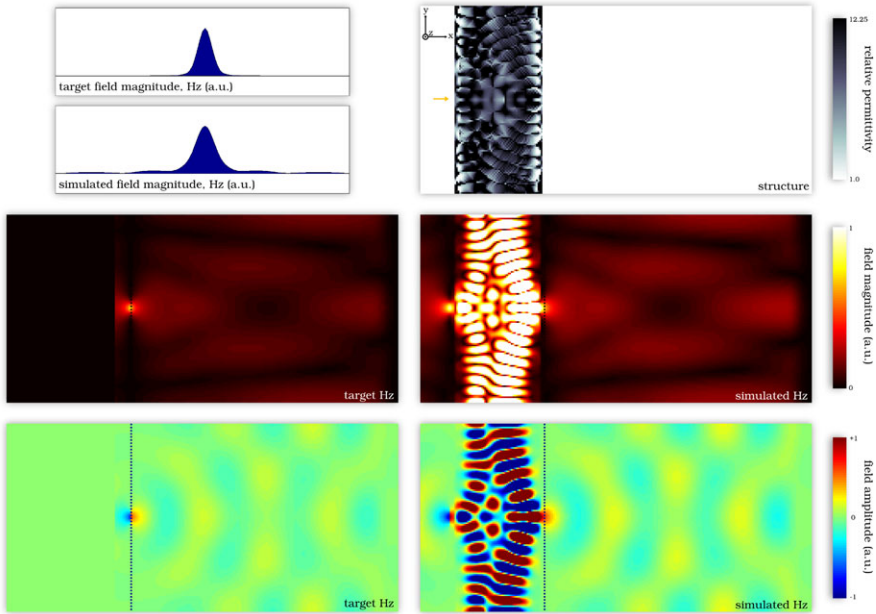 target field magnitude, Hz (a.u.)
simulated field magnitude, Hz (a.u.)
y
z
x
structure
12.25
relative permittivity
1.0
target Hz
simulated Hz
1
field magnitude (a.u.)
0
target Hz
simulated Hz
+1
field amplitude (a.u.)
0
-1